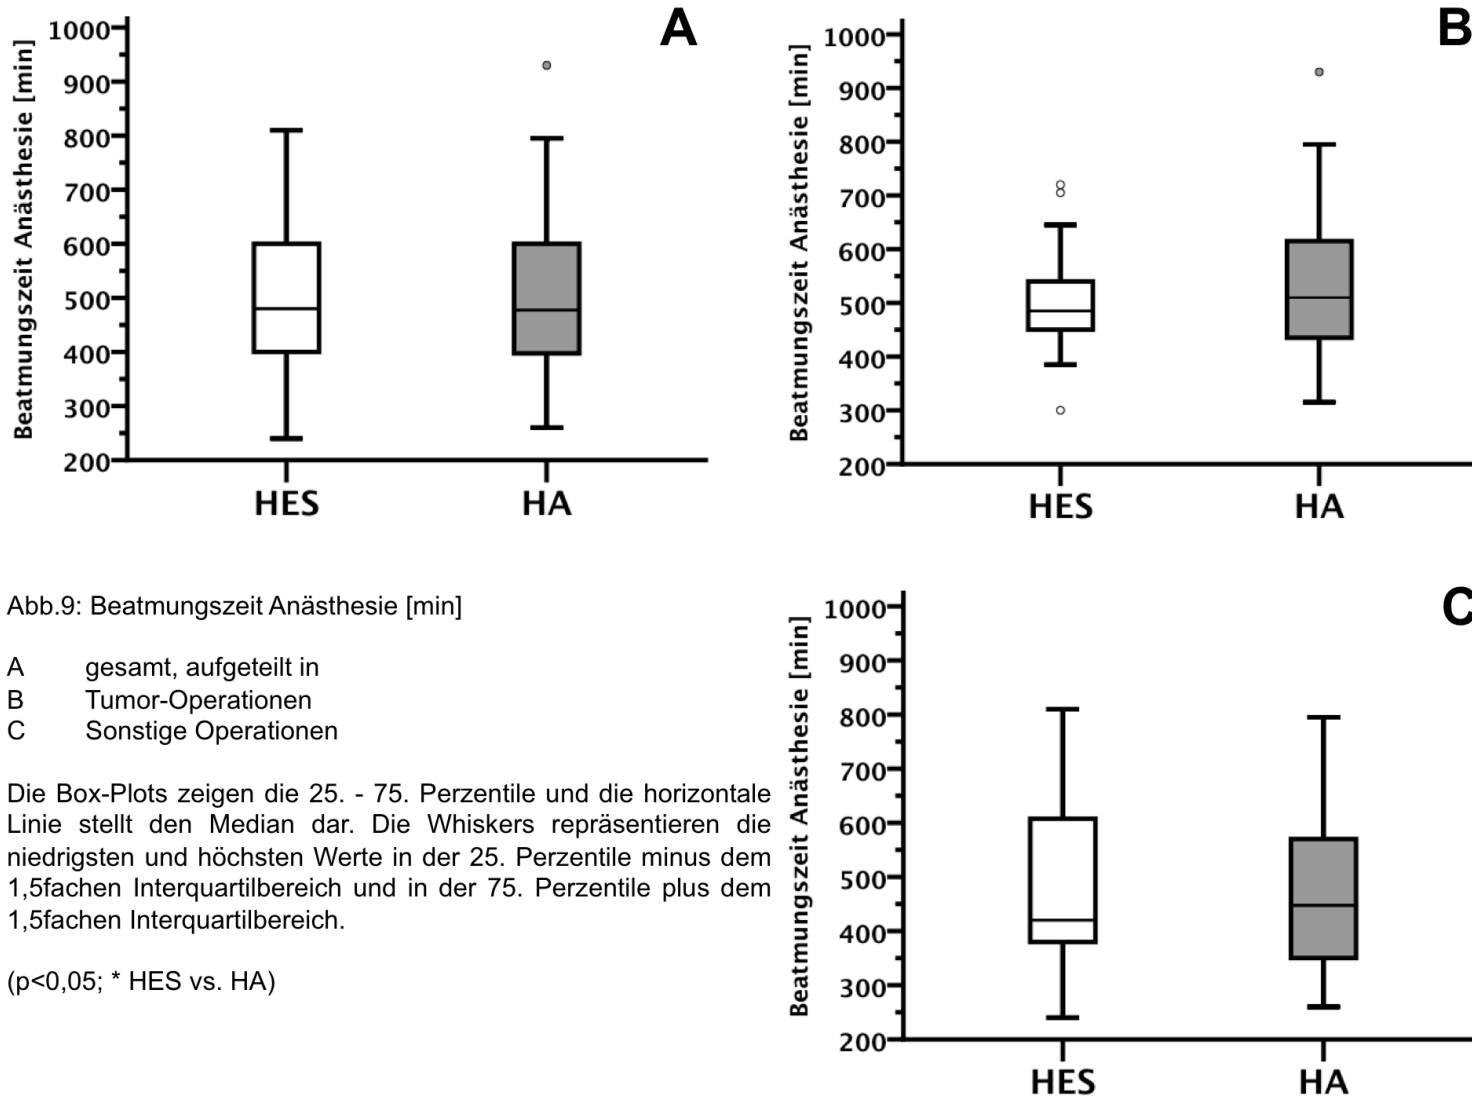 A
Beatmungszeit Anästhesie [min]
1000
900
800
700
600
500
400
300
200
HES HA
B
Beatmungszeit Anästhesie [min]
1000
900
800
700
600
500
400
300
200
HES HA
Abb.9: Beatmungszeit Anästhesie [min]
A gesamt, aufgeteilt in
B Tumor-Operationen
C Sonstige Operationen
Die Box-Plots zeigen die 25. - 75. Perzentile und die horizontale
Linie stellt den Median dar. Die Whiskers repräsentieren die
niedrigsten und höchsten Werte in der 25. Perzentile minus dem
1,5fachen Interquartilbereich und in der 75. Perzentile plus dem
1,5fachen Interquartilbereich.
(p<0,05; * HES vs. HA)
C
Beatmungszeit Anästhesie [min]
1000
900
800
700
600
500
400
300
200
HES HA